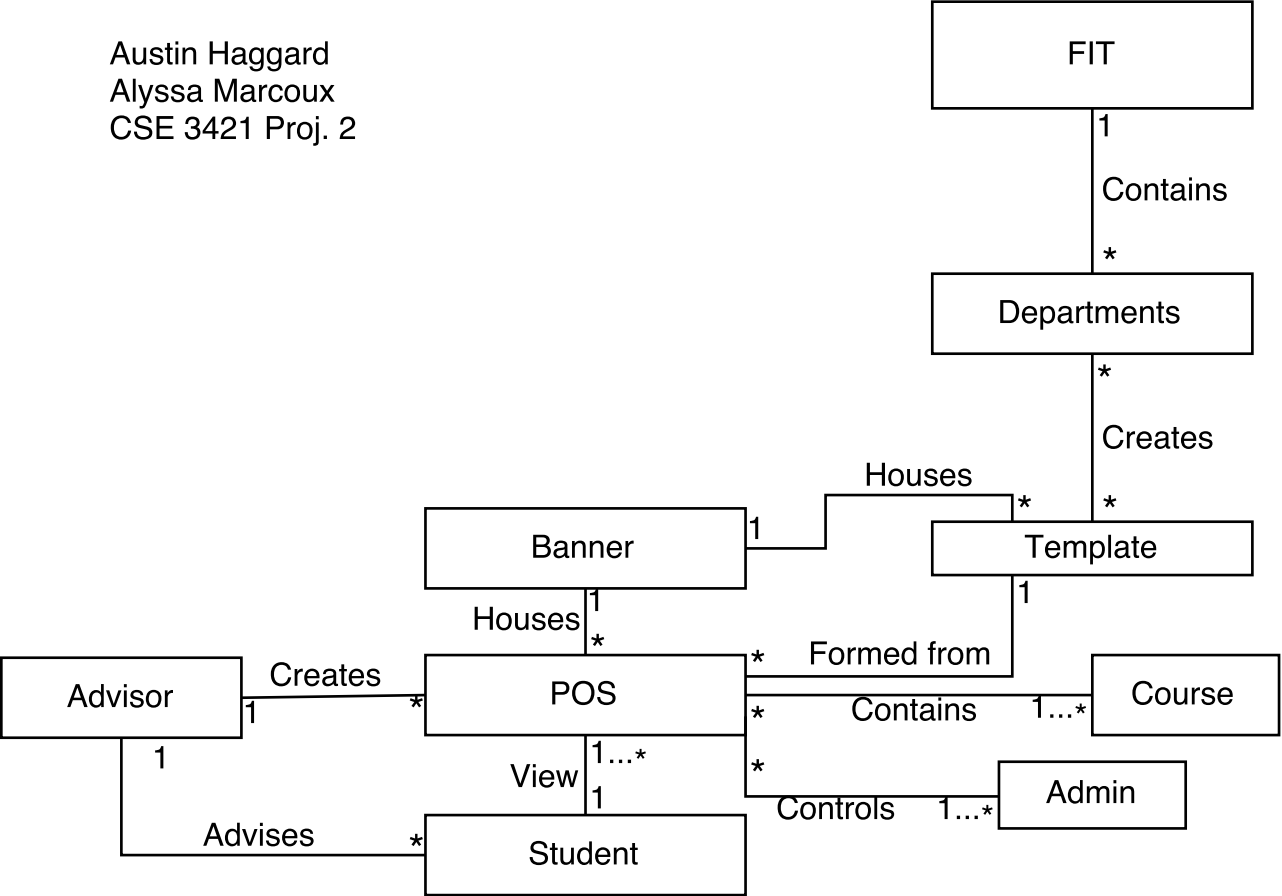 Austin Haggard
Alyssa Marcoux
CSE 3421 Proj. 2
FIT
1
Contains
*
Departments
*
Creates
*
Houses
*
1
Banner
Template
1
Houses
*
1
Formed from
*
Advisor
Creates
1
*
POS
*
Contains
1...*
Course
1
1...*
View
1
*
Controls
1...*
Admin
Advises
*
Student